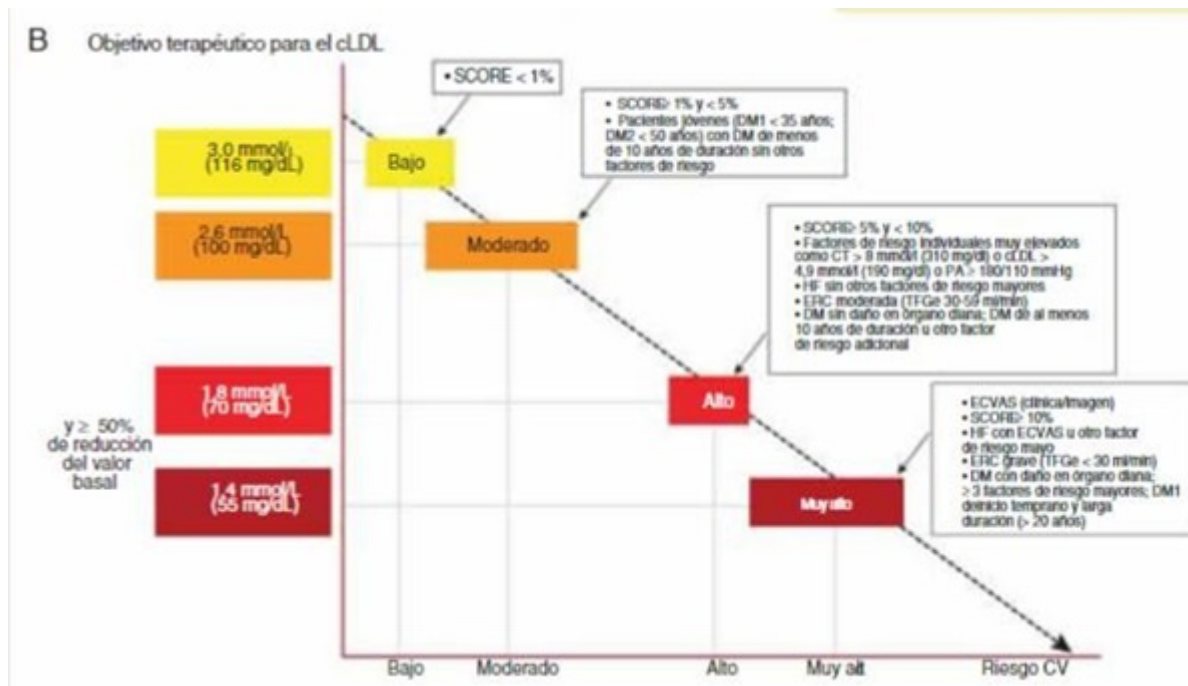 B Objetivo terapéutico para el cLDL
• SCORE < 1%
• SCORE≥ 1% y < 5%
• Pacientes jóvenes (DM1 < 35 años;
DM2 < 50 años) con DM de menos
de 10 años de duración sin otros
factores de riesgo
3,0 mmol/
(116 mg/dL)
Bajo
2,6 mmol/l
(100 mg/dL)
Moderado
• SCORE≥ 5% y < 10%
• Factores de riesgo individuales muy elevados
como CT > 8 mmol/l (310 mg/dl) o cLDL >
4,9 mmol/l (190 mg/dl) o PA ≥ 180/110 mmHg
• HF sin otros factores de riesgo mayores
• ERC moderada (TFGe 30-59 ml/min)
• DM sin daño en órgano diana; DM de al menos
10 años de duración u otro factor
de riesgo adicional
1,8 mmol/L
(70 mg/dL)
Alto
y ≥ 50%
de reducción
del valor
basal
1,4 mmol/L
(55 mg/dL)
Muy alto
• ECVAS (clínica/imagen)
• SCORE≥ 10%
• HF con ECVAS u otro factor
de riesgo mayo
• ERC grave (TFGe < 30 ml/min)
• DM con daño en órgano diana;
≥ 3 factores de riesgo mayores; DM1
deinicio temprano y larga
duración (> 20 años)
Bajo Moderado Alto Muy alt Riesgo CV